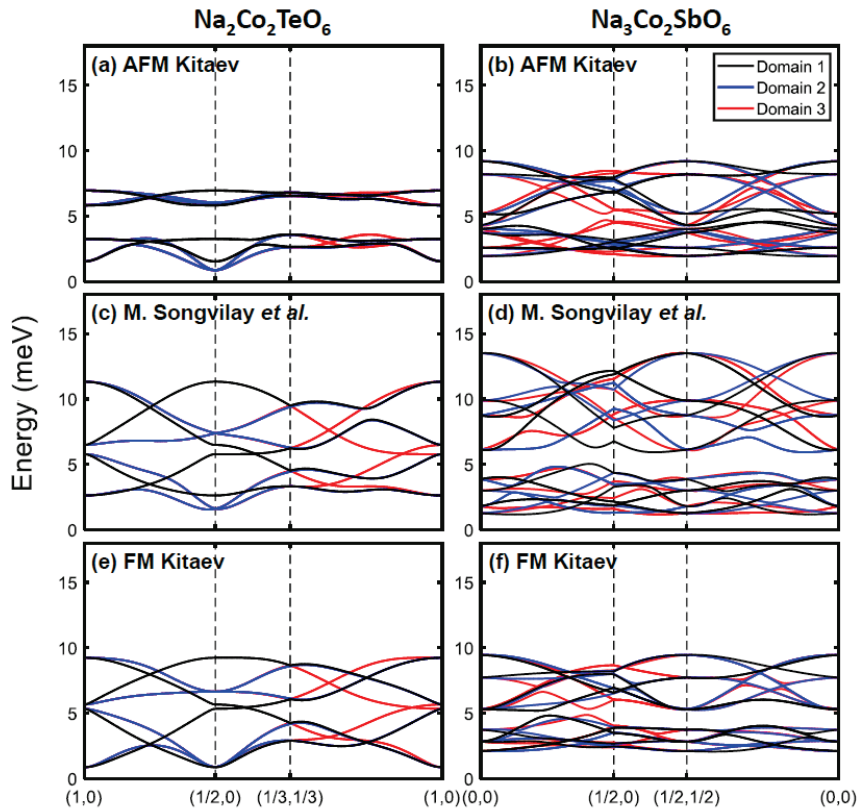 Na₂Co₂TeO₆
Na₃Co₂SbO₆
(a) AFM Kitaev
15
10
5
0
(b) AFM Kitaev
Domain 1
Domain 2
Domain 3
15
10
5
0
(c) M. Songvilay et al.
15
10
5
0
(d) M. Songvilay et al.
15
10
5
0
Energy (meV)
(e) FM Kitaev
15
10
5
0
(1,0)
(1/2,0)
(1/3,1/3)
(1,0)
(f) FM Kitaev
15
10
5
0
(0,0)
(1/2,0)
(1/2,1/2)
(0,0)